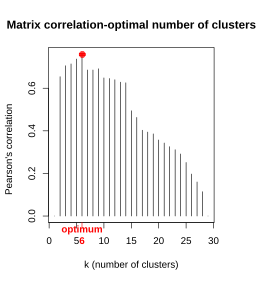 Matrix correlation-optimal number of clusters
Pearson's correlation
0.6
0.4
0.2
0.0
optimum
0 5 6 10 15 20 25 30
k (number of clusters)